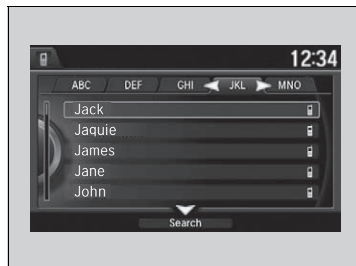 12:34
ABC DEF GHI JKL MNO
Jack
Jaquie
James
Jane
John
Search